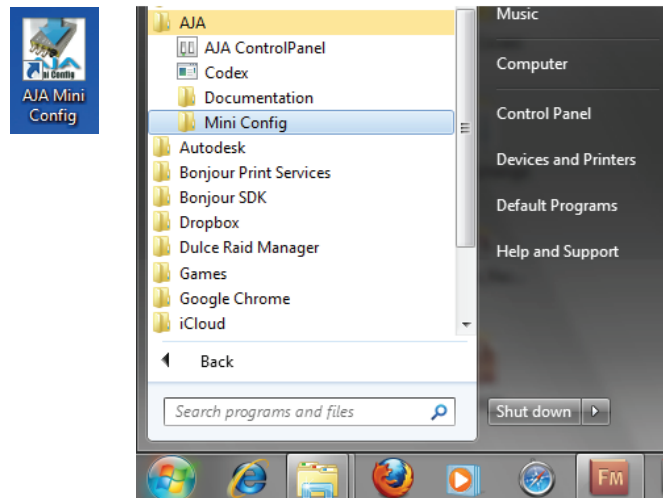 AJA Mini
Config
AJA
AJA ControlPanel
Codex
Documentation
Mini Config
Autodesk
Bonjour Print Services
Bonjour SDK
Dropbox
Dulce Raid Manager
Games
Google Chrome
iCloud
Back
Search programs and files
Music
Computer
Control Panel
Devices and Printers
Default Programs
Help and Support
Shut down
FM